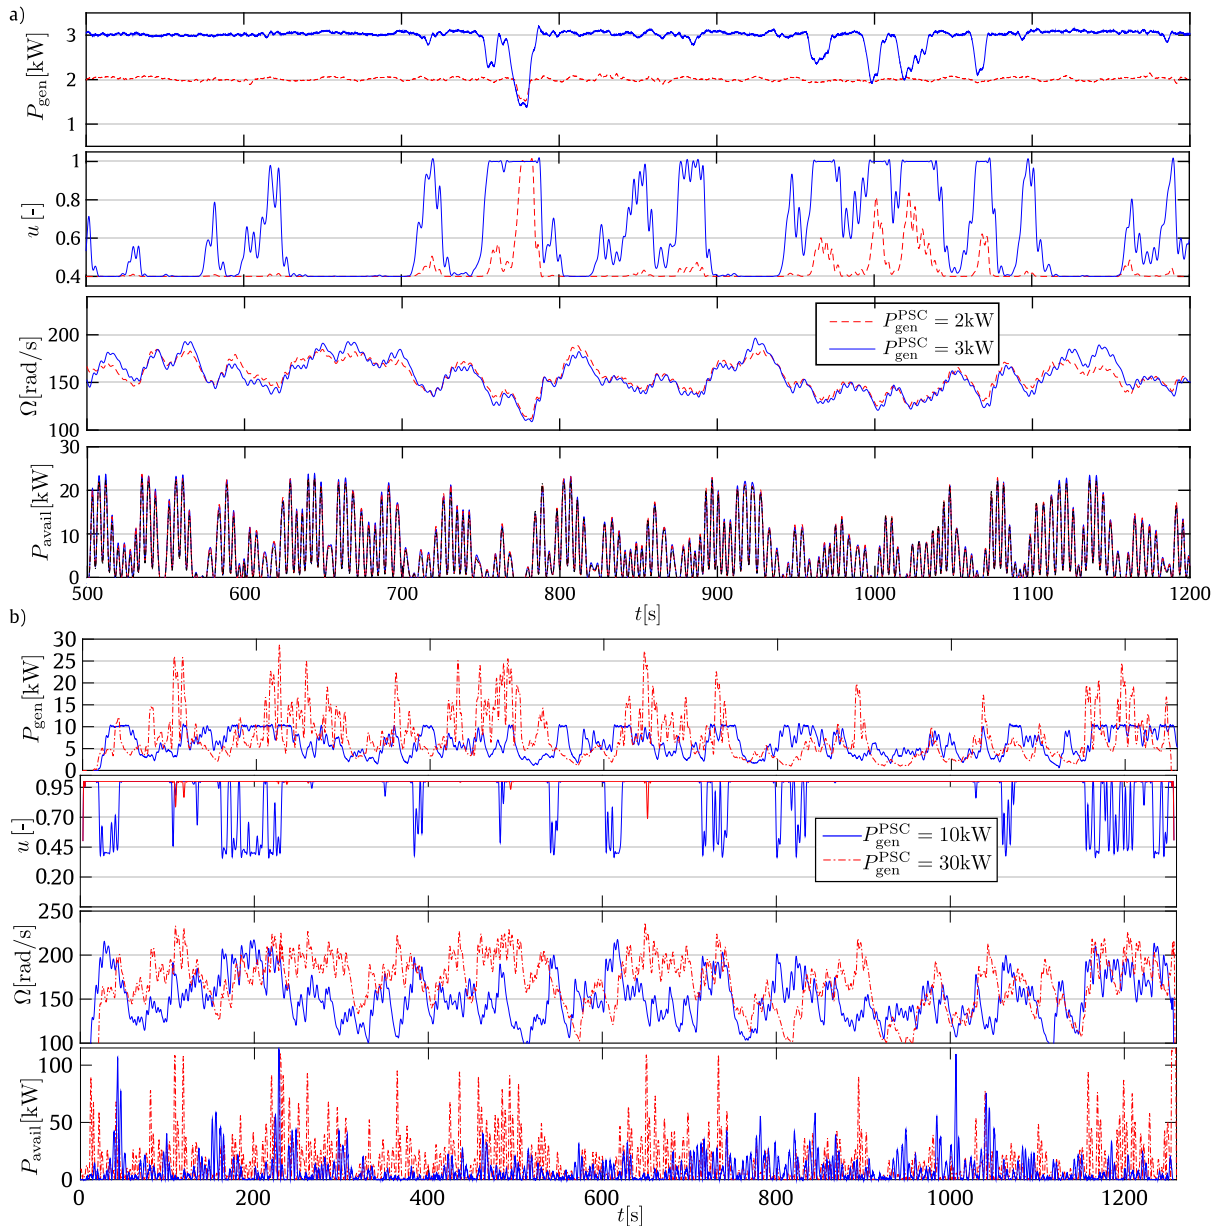 a)
P_gen[kW]
3
2
1
u [-]
1
0.8
0.6
0.4
Ω[rad/s]
200
150
100
P_gen^PSC = 2kW
P_gen^PSC = 3kW
P_avail[kW]
30
20
10
0
500 600 700 800 900 1000 1100 1200
t[s]
b)
P_gen[kW]
30
25
20
15
10
5
0
u [-]
0.95
0.70
0.45
0.20
P_gen^PSC = 10kW
P_gen^PSC = 30kW
Ω[rad/s]
250
200
150
100
P_avail[kW]
100
50
0
0 200 400 600 800 1000 1200
t[s]